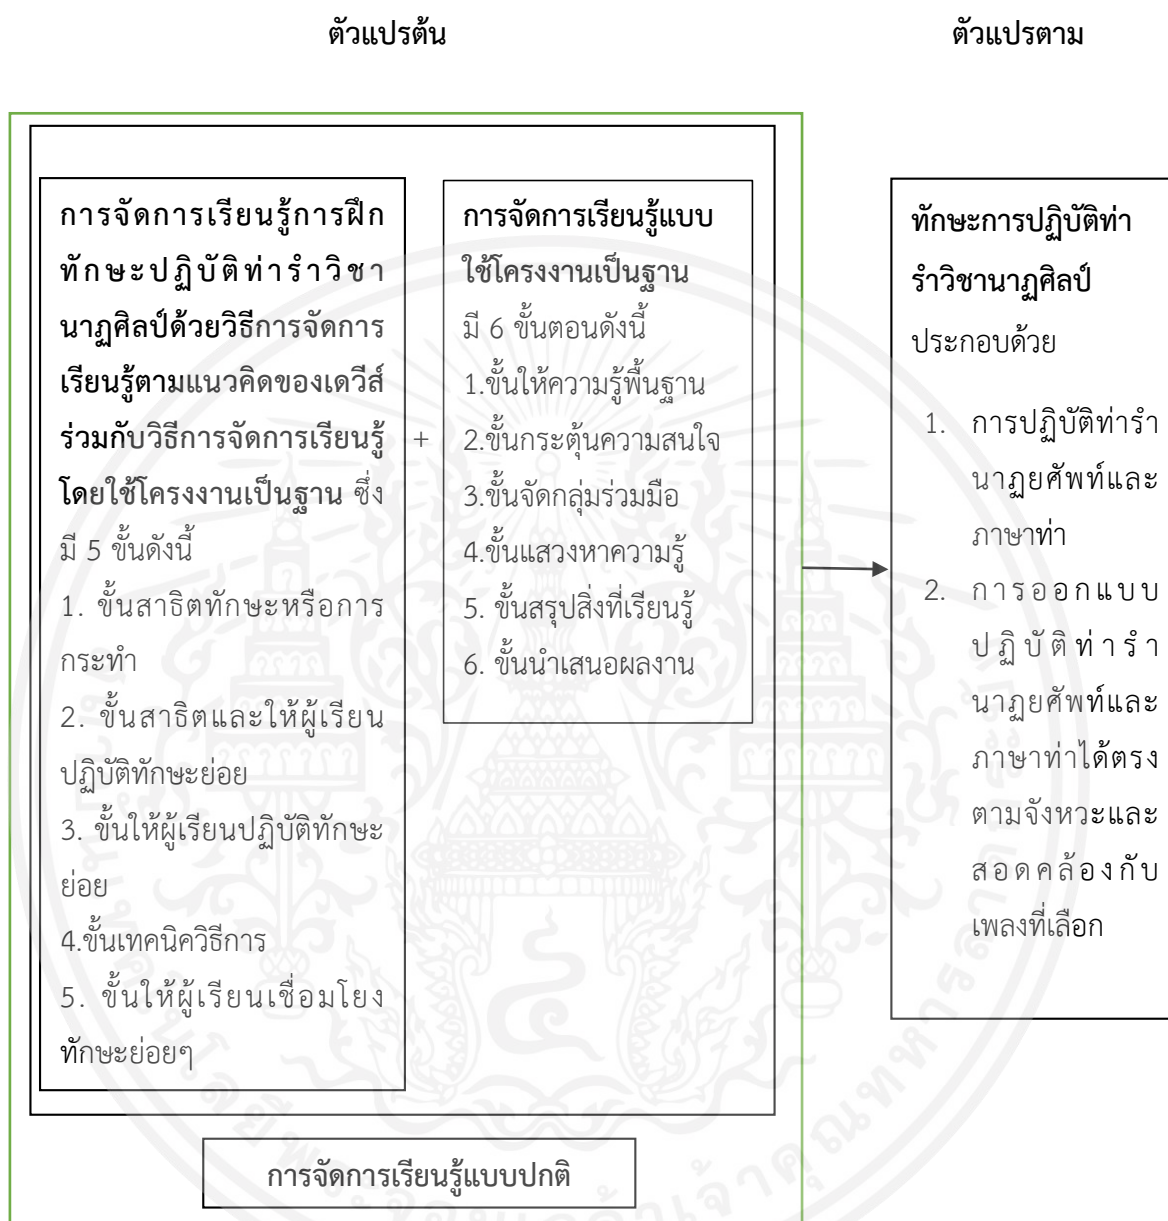 ตัวแปรต้น
ตัวแปรตาม
การจัดการเรียนรู้การฝึก
ทักษะปฏิบัติท่ารำวิชา
นาฏศิลป์ด้วยวิธีการจัดการ
เรียนรู้ตามแนวคิดของเดวีส์
ร่วมกับวิธีการจัดการเรียนรู้
โดยใช้โครงงานเป็นฐาน ซึ่ง
มี 5 ขั้นดังนี้
1. ขั้นสาธิตทักษะหรือการ
กระทำ
2. ขั้นสาธิตและให้ผู้เรียน
ปฏิบัติทักษะย่อย
3. ขั้นให้ผู้เรียนปฏิบัติทักษะ
ย่อย
4.ขั้นเทคนิควิธีการ
5. ขั้นให้ผู้เรียนเชื่อมโยง
ทักษะย่อยๆ
+
การจัดการเรียนรู้แบบ
ใช้โครงงานเป็นฐาน
มี 6 ขั้นตอนดังนี้
1.ขั้นให้ความรู้พื้นฐาน
2.ขั้นกระตุ้นความสนใจ
3.ขั้นจัดกลุ่มร่วมมือ
4.ขั้นแสวงหาความรู้
5. ขั้นสรุปสิ่งที่เรียนรู้
6. ขั้นนำเสนอผลงาน
การจัดการเรียนรู้แบบปกติ
ทักษะการปฏิบัติท่า
รำวิชานาฏศิลป์
ประกอบด้วย
1. การปฏิบัติท่ารำ
นาฏยศัพท์และ
ภาษาท่า
2. การออกแบบ
ปฏิบัติท่ารำ
นาฏยศัพท์และ
ภาษาท่าได้ตรง
ตามจังหวะและ
สอดคล้องกับ
เพลงที่เลือก